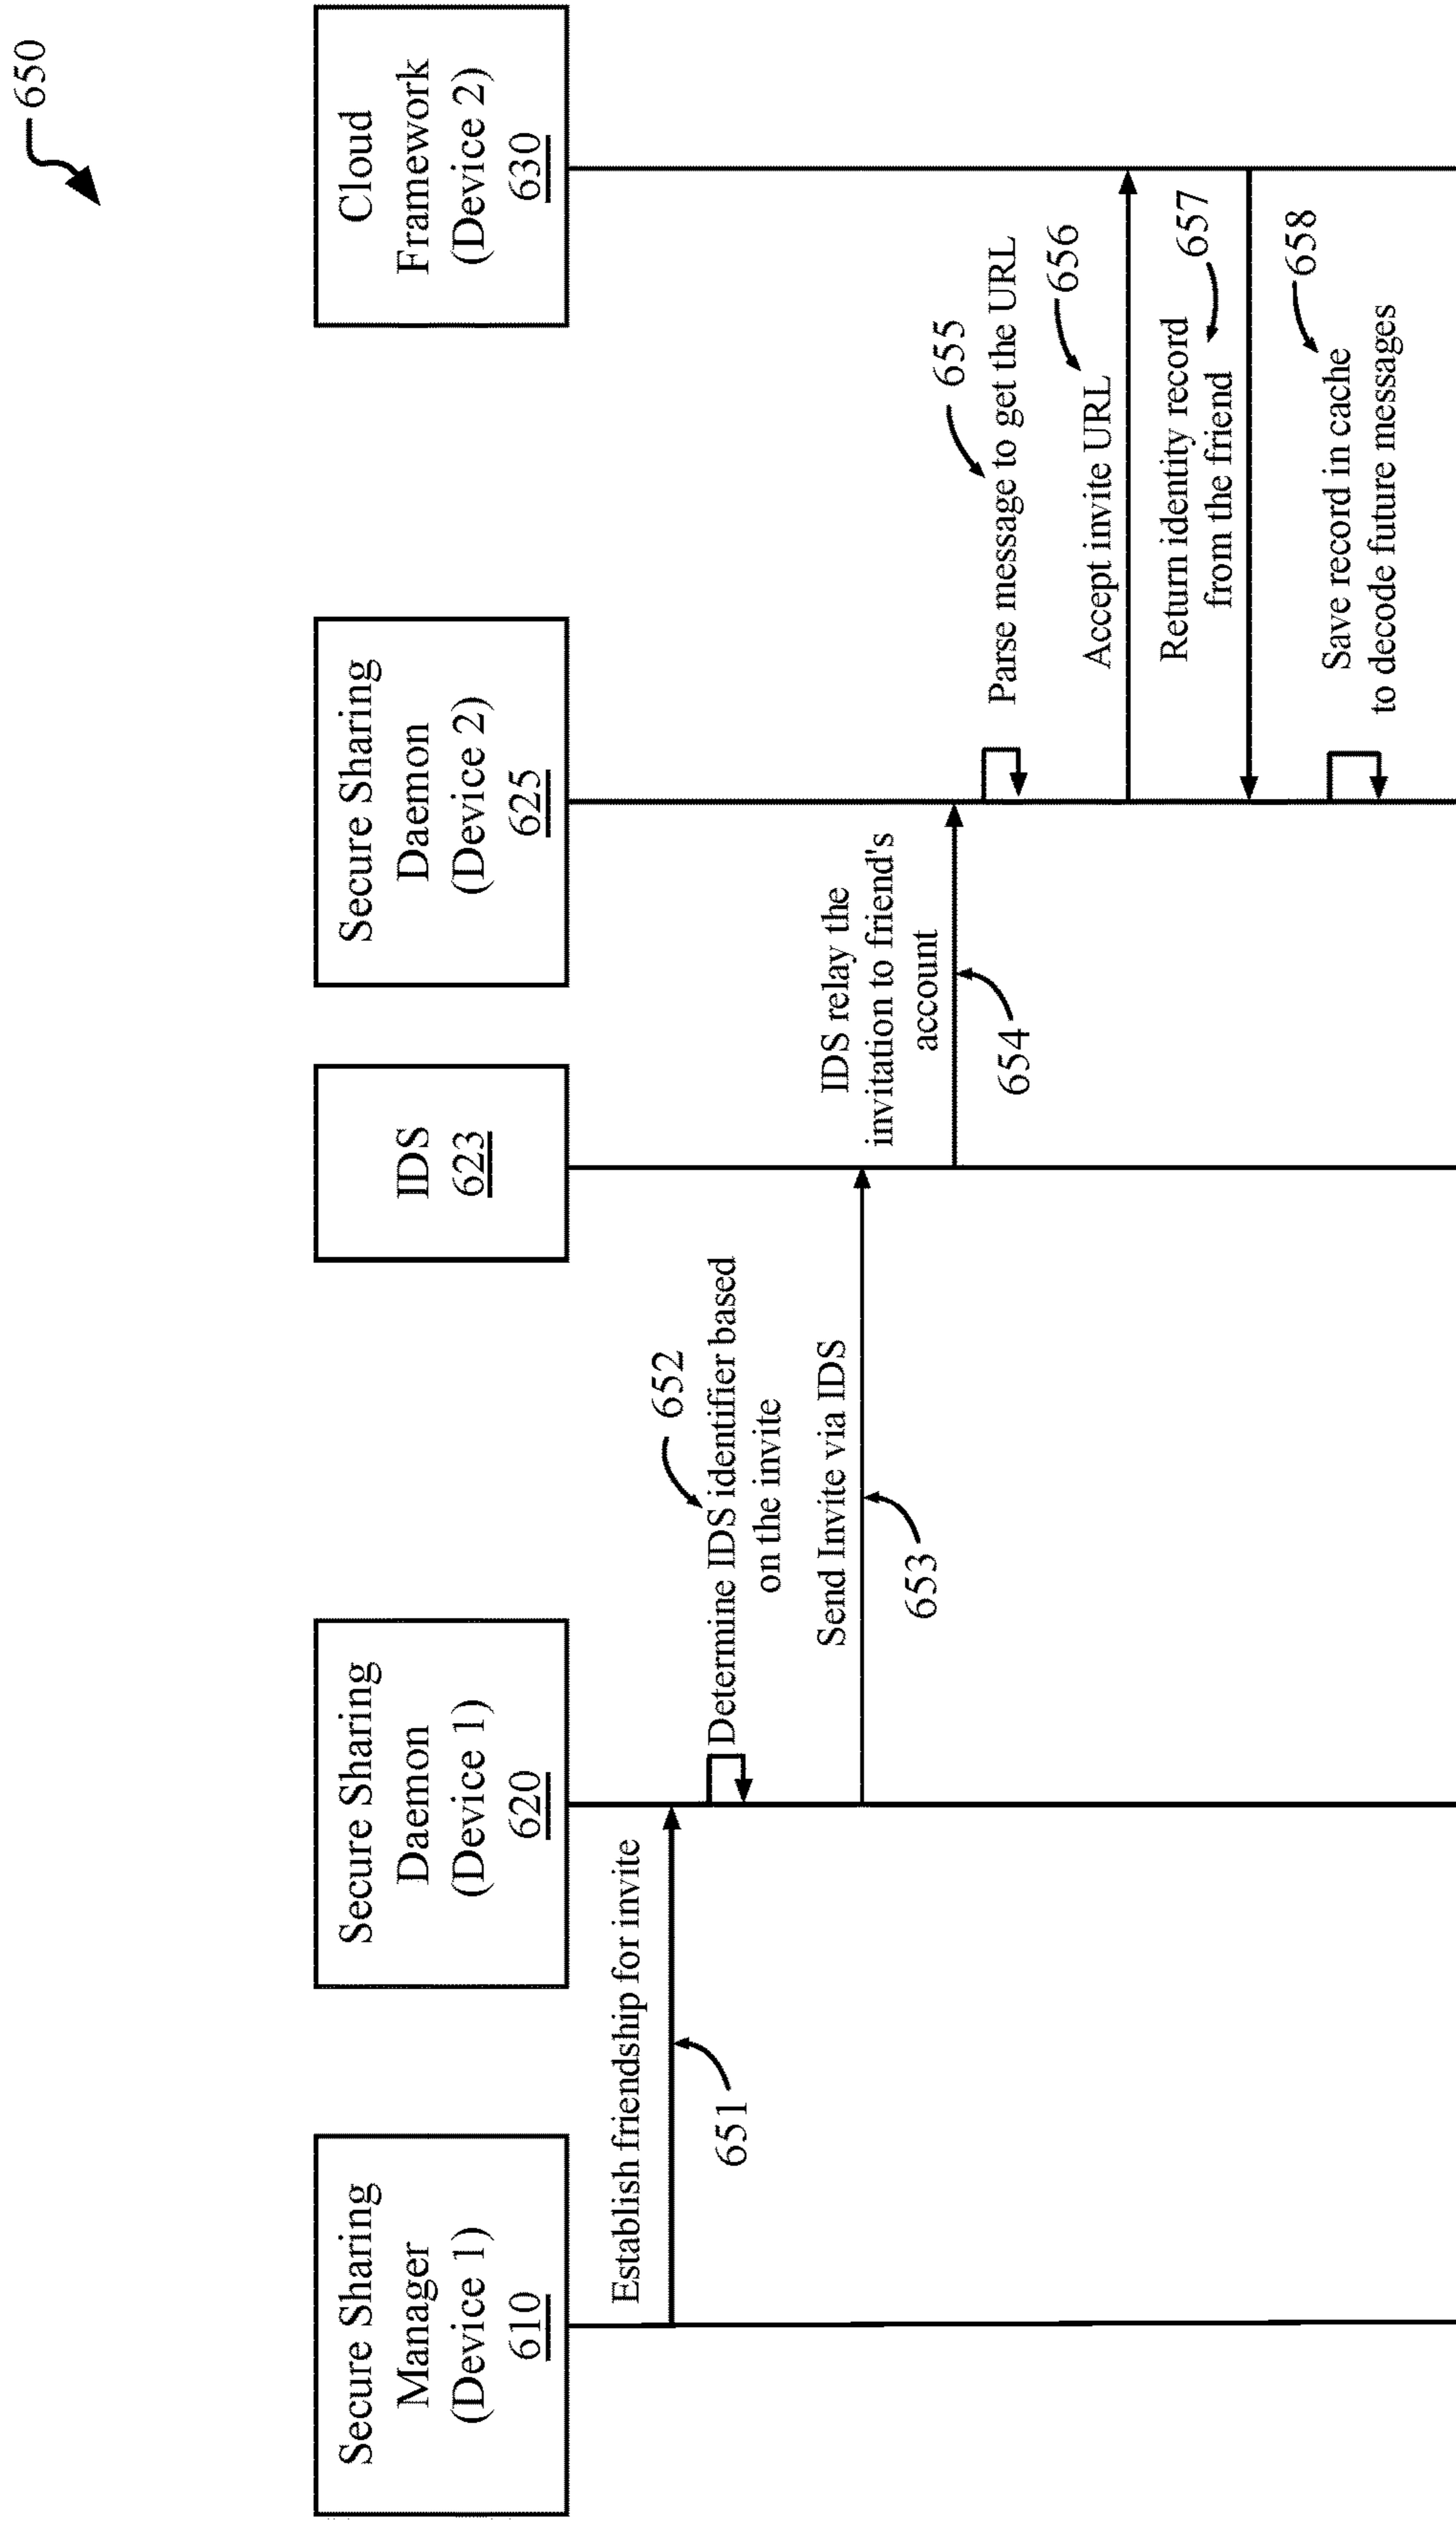 650
Secure Sharing
Manager
(Device 1)
610
Secure Sharing
Daemon
(Device 1)
620
IDS
623
Secure Sharing
Daemon
(Device 2)
625
Cloud
Framework
(Device 2)
630
Establish friendship for invite
651
652
Determine IDS identifier based
on the invite
Send Invite via IDS
653
IDS relay the
invitation to friend's
account
654
655
Parse message to get the URL
656
Accept invite URL
657
Return identity record
from the friend
658
Save record in cache
to decode future messages